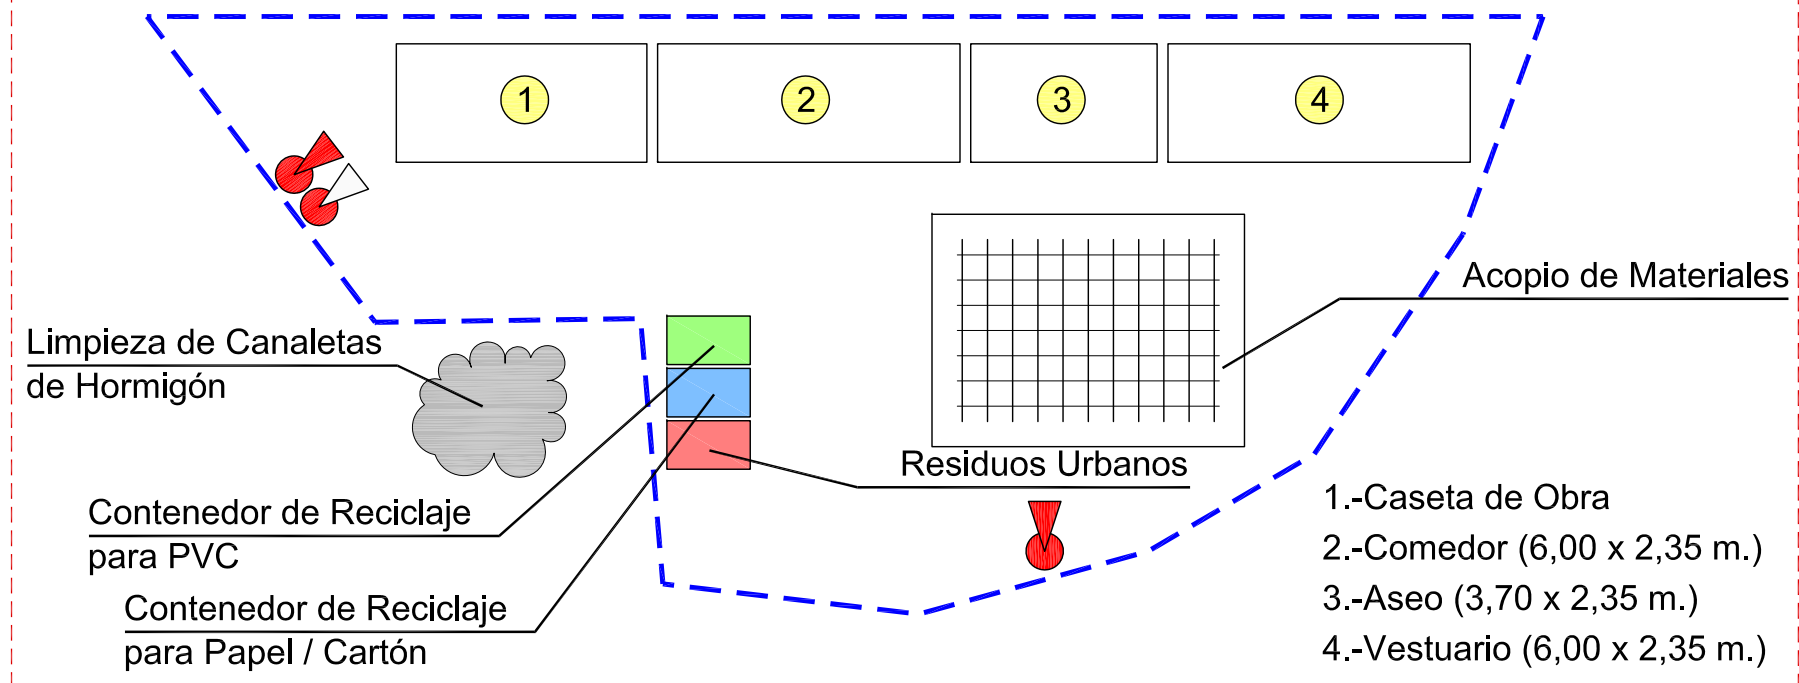 1
2
3
4
Acopio de Materiales
Limpieza de Canaletas
de Hormigón
Residuos Urbanos
Contenedor de Reciclaje
para PVC
Contenedor de Reciclaje
para Papel / Cartón
1.-Caseta de Obra
2.-Comedor (6,00 x 2,35 m.)
3.-Aseo (3,70 x 2,35 m.)
4.-Vestuario (6,00 x 2,35 m.)